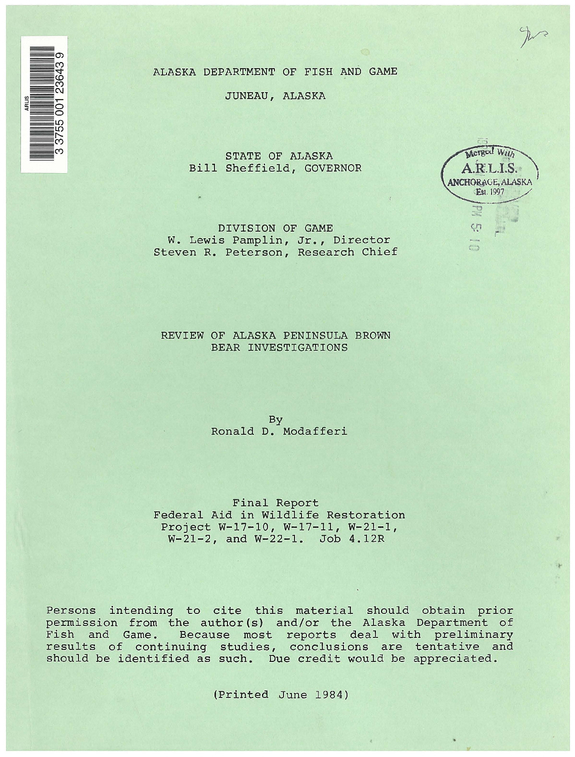 ARLIS
3 3755 001 23643 9
ALASKA DEPARTMENT OF FISH AND GAME
JUNEAU, ALASKA
STATE OF ALASKA
Bill Sheffield, GOVERNOR
Merged With
A.R.L.I.S.
ANCHORAGE, ALASKA
Est. 1997
DIVISION OF GAME
W. Lewis Pamplin, Jr., Director
Steven R. Peterson, Research Chief
REVIEW OF ALASKA PENINSULA BROWN
BEAR INVESTIGATIONS
By
Ronald D. Modafferi
Final Report
Federal Aid in Wildlife Restoration
Project W-17-10, W-17-11, W-21-1,
W-21-2, and W-22-1.  Job 4.12R
Persons intending to cite this material should obtain prior
permission from the author(s) and/or the Alaska Department of
Fish and Game.  Because most reports deal with preliminary
results of continuing studies, conclusions are tentative and
should be identified as such.  Due credit would be appreciated.
(Printed June 1984)